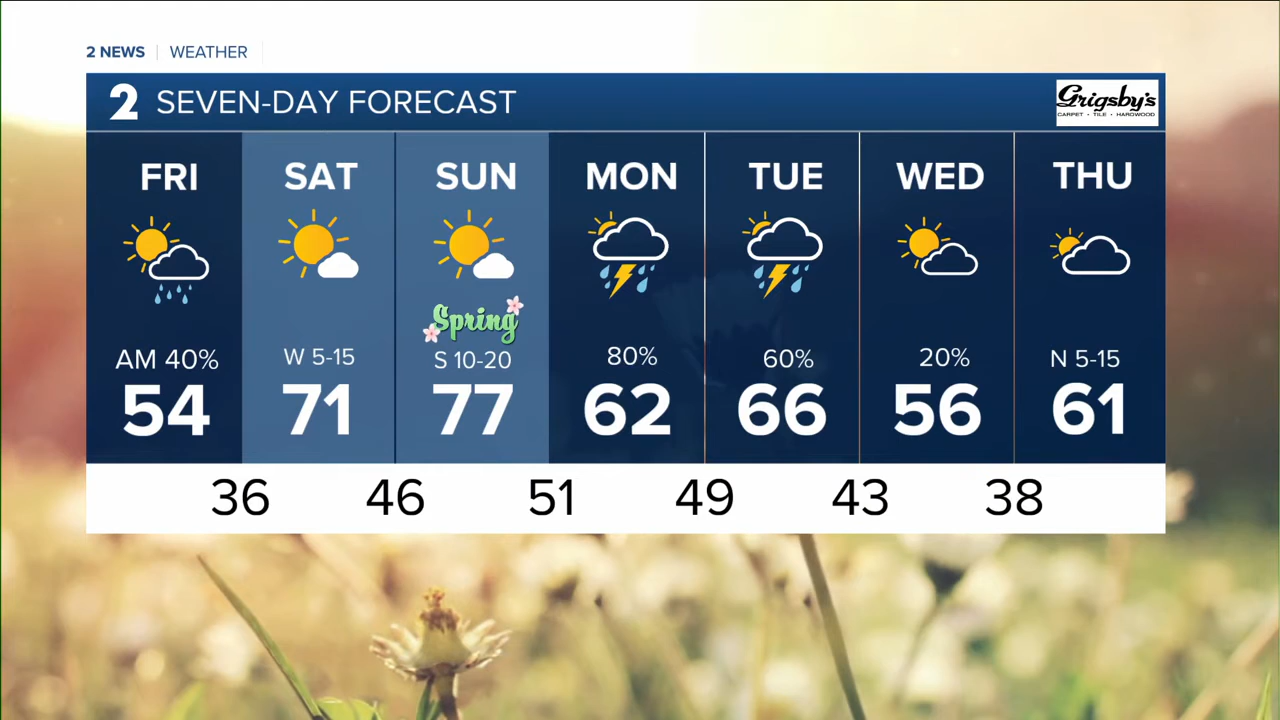 2 NEWS | WEATHER
2 SEVEN-DAY FORECAST
Grigsby's
CARPET • TILE • HARDWOOD
FRI SAT SUN MON TUE WED THU
Spring
AM 40% W 5-15 S 10-20 80% 60% 20% N 5-15
54 71 77 62 66 56 61
36 46 51 49 43 38